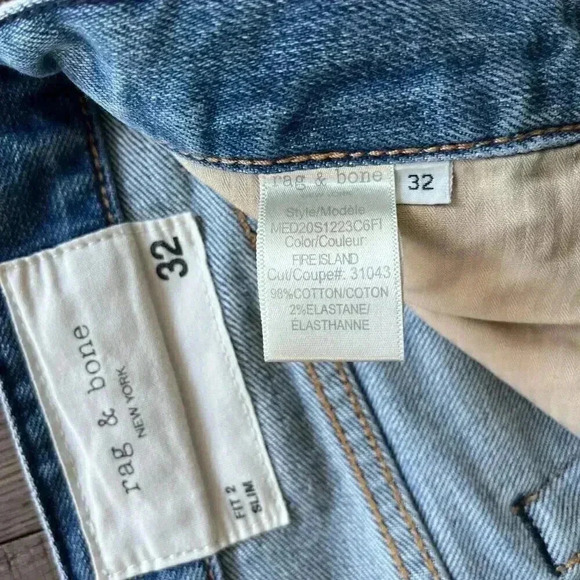 rag & bone
32
Style/Modèle
MED20S1223C6FI
Color/Couleur
FIRE ISLAND
Cut/Coupe#: 31043
98%COTTON/COTON
2%ELASTANE/
ÉLASTHANNE
32
rag & bone
NEW YORK
FIT 2
SLIM